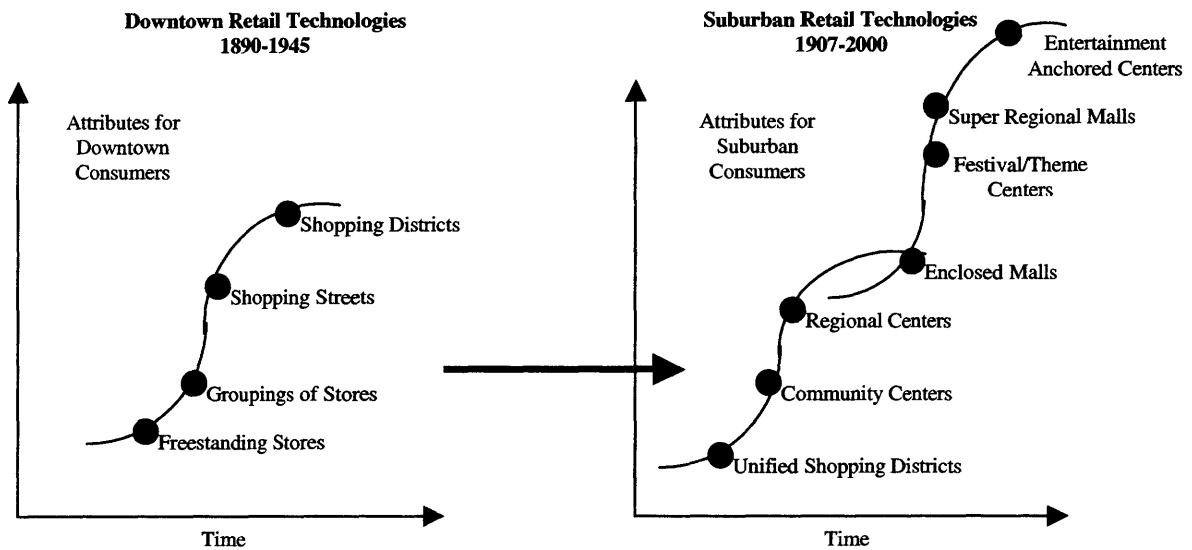 Downtown Retail Technologies
1890-1945
Attributes for
Downtown
Consumers
Shopping Districts
Shopping Streets
Groupings of Stores
Freestanding Stores
Time
Suburban Retail Technologies
1907-2000
Entertainment
Anchored Centers
Attributes for
Suburban
Consumers
Super Regional Malls
Festival/Theme
Centers
Enclosed Malls
Regional Centers
Community Centers
Unified Shopping Districts
Time